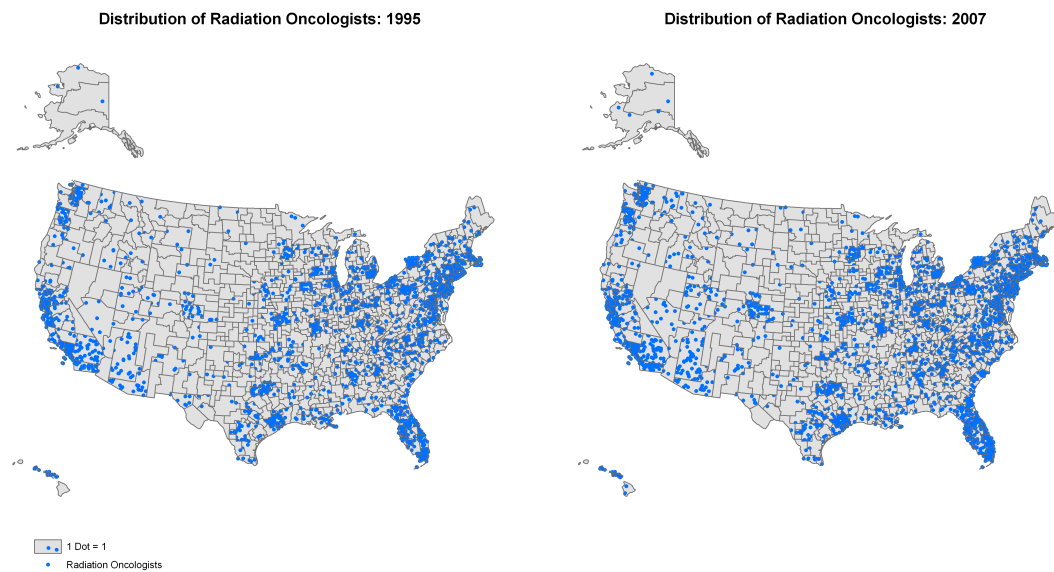 Distribution of Radiation Oncologists: 1995
Distribution of Radiation Oncologists: 2007
1 Dot = 1
Radiation Oncologists